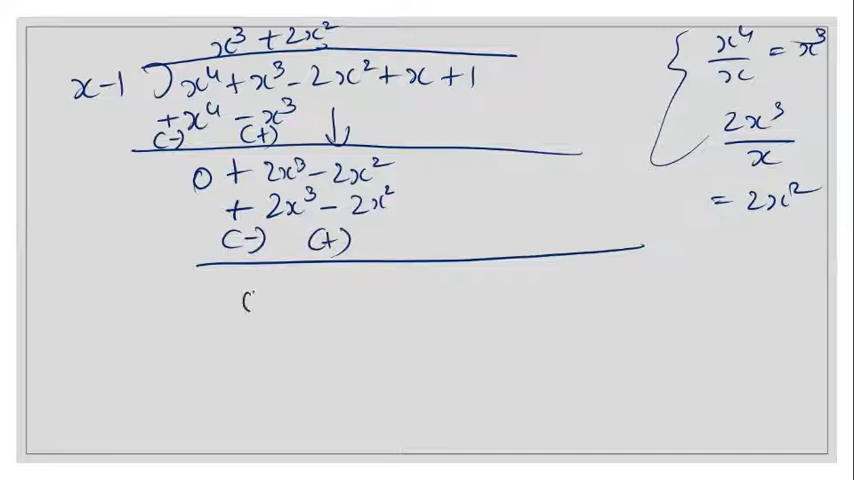 x³ + 2x²
x-1 ) x⁴ + x³ - 2x² + x + 1
+ x⁴ - x³ ↓
(-) (+)
0 + 2x³ - 2x²
+ 2x³ - 2x²
(-) (+)
x⁴/x = x³
2x³/x
= 2x²